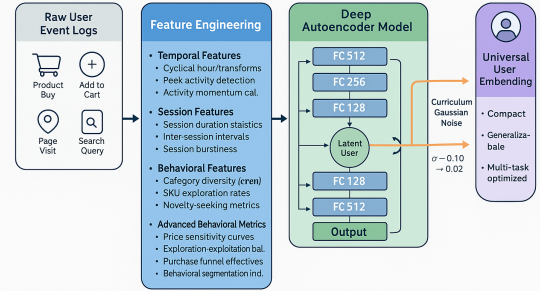 Raw User
Event Logs
Product
Buy
Add to
Cart
Page
Visit
Search
Query
Feature Engineering
• Temporal Features
• Cyclical hour/transforms
• Peek activity detection
• Activity momentum cal.
• Session Features
• Session duration staistics
• Inter-session intervals
• Session burstiness
• Behavioral Features
• Cafegory diversity (cren)
• SKU exploration rates
• Novelty-seeking metrics
• Advanced Behavioral Metrics
• Price sensitivity curves
• Exploration-exploitation bal.
• Purchase funnel effectives
• Behavioral segmentation ind.
Deep
Autoencoder Model
FC 512
FC 256
FC 128
Latent
User
FC 128
FC 512
Output
Curriculum
Gaussian
Noise
σ−0.10
→ 0.02
Universal
User
Embending
• Compact
• Generaliza-
bale
• Multi-task
optimized